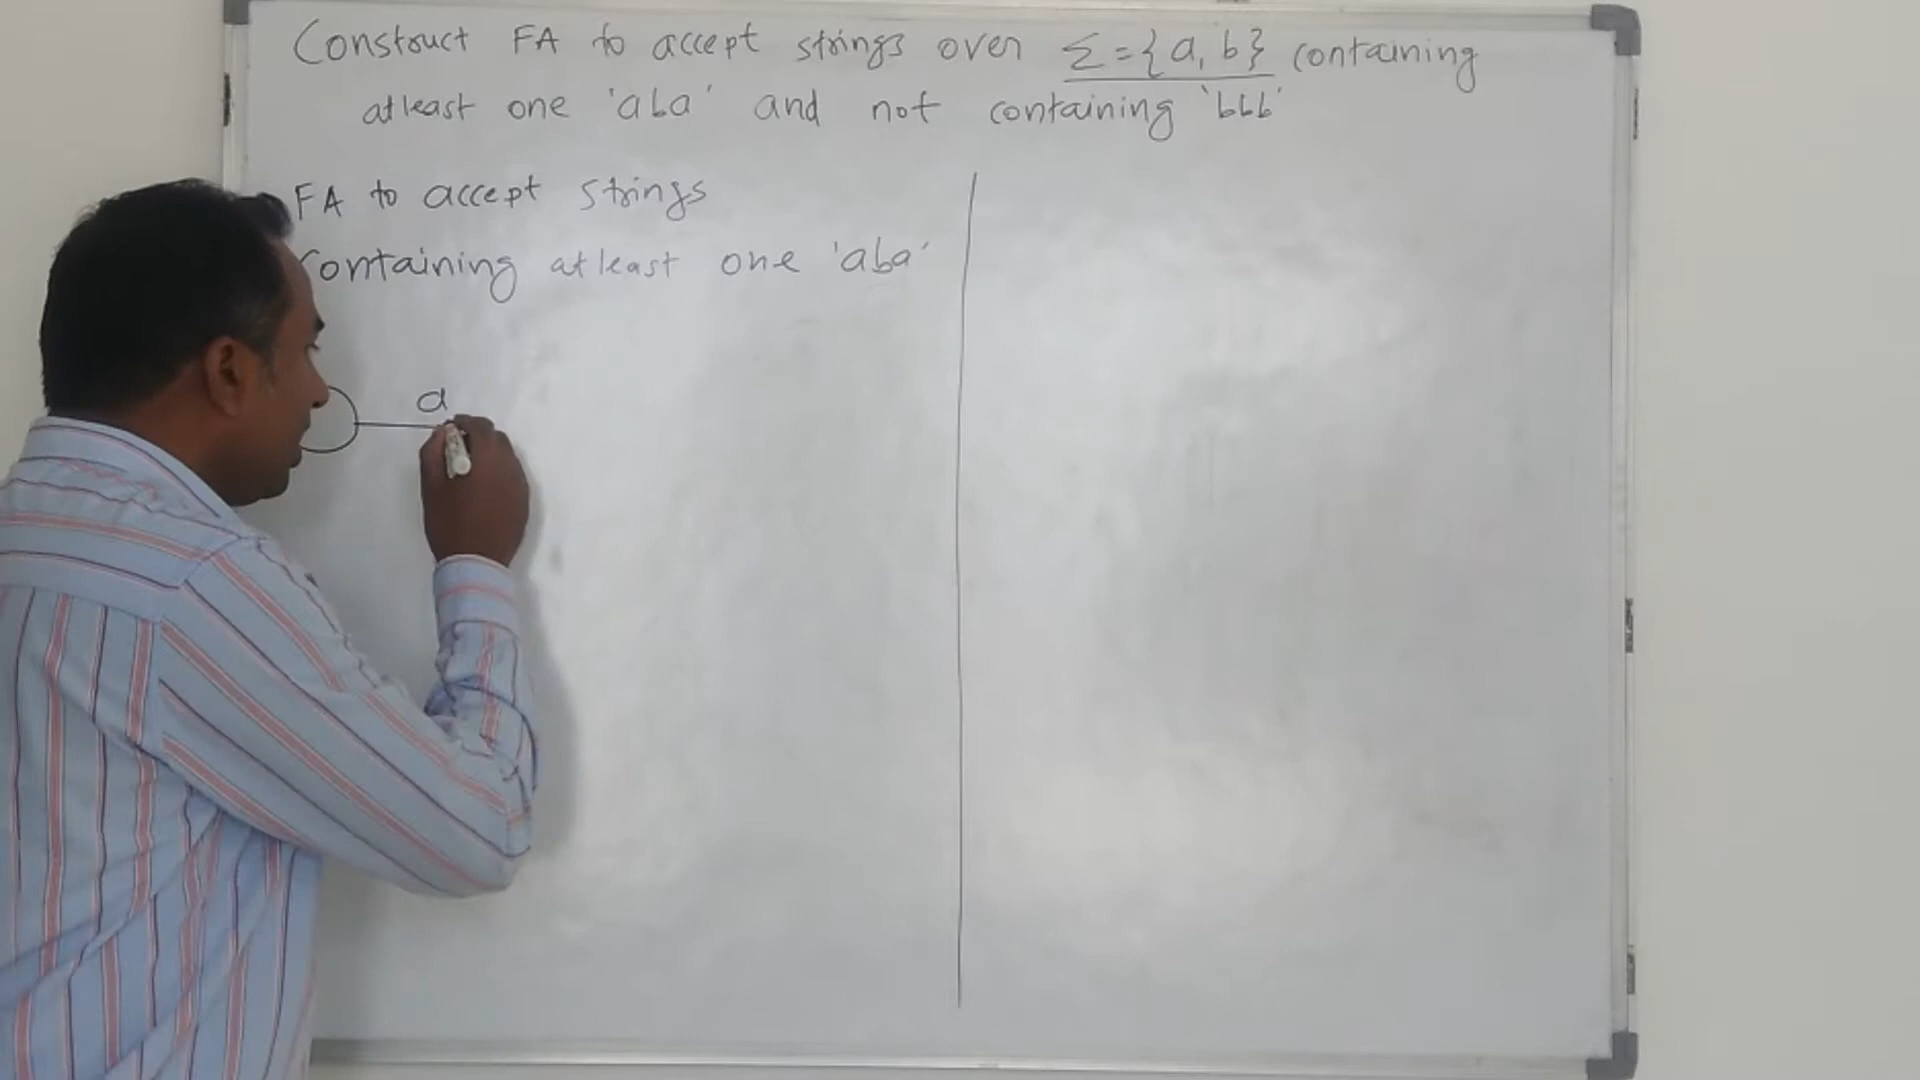 Construct FA to accept strings over Σ={a, b} containing
atleast one 'aba' and not containing 'bbb'
FA to accept strings
Containing atleast one 'aba'
a